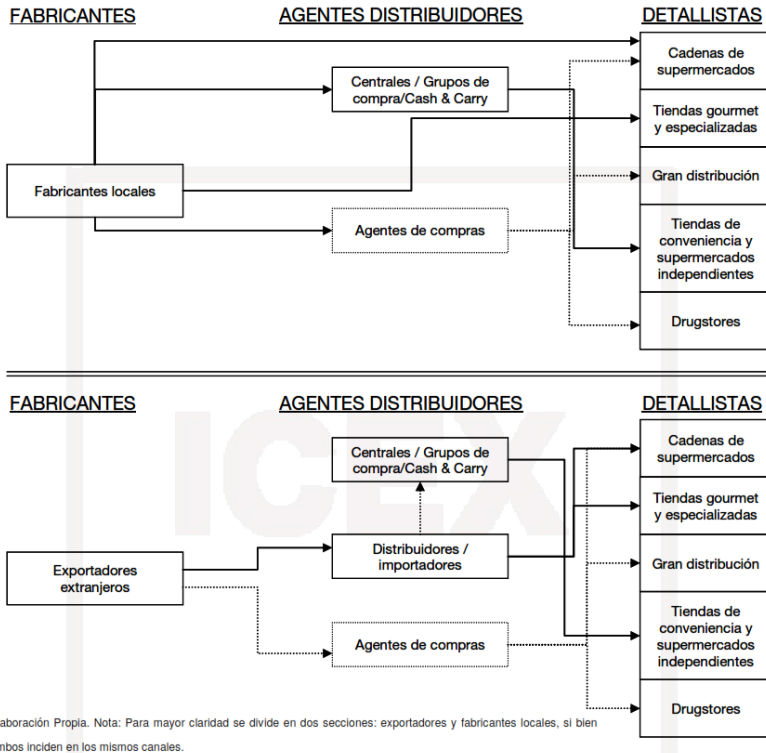 FABRICANTES
AGENTES DISTRIBUIDORES
DETALLISTAS
Cadenas de
supermercados
Centrales / Grupos de
compra/Cash & Carry
Tiendas gourmet
y especializadas
Fabricantes locales
Gran distribución
Agentes de compras
Tiendas de
conveniencia y
supermercados
independientes
Drugstores
FABRICANTES
AGENTES DISTRIBUIDORES
DETALLISTAS
ICEX
Centrales / Grupos de
compra/Cash & Carry
Cadenas de
supermercados
Tiendas gourmet
y especializadas
Distribuidores /
importadores
Exportadores
extranjeros
Gran distribución
Agentes de compras
Tiendas de
conveniencia y
supermercados
independientes
Drugstores
aboración Propia. Nota: Para mayor claridad se divide en dos secciones: exportadores y fabricantes locales, si bien
mbos inciden en los mismos canales.